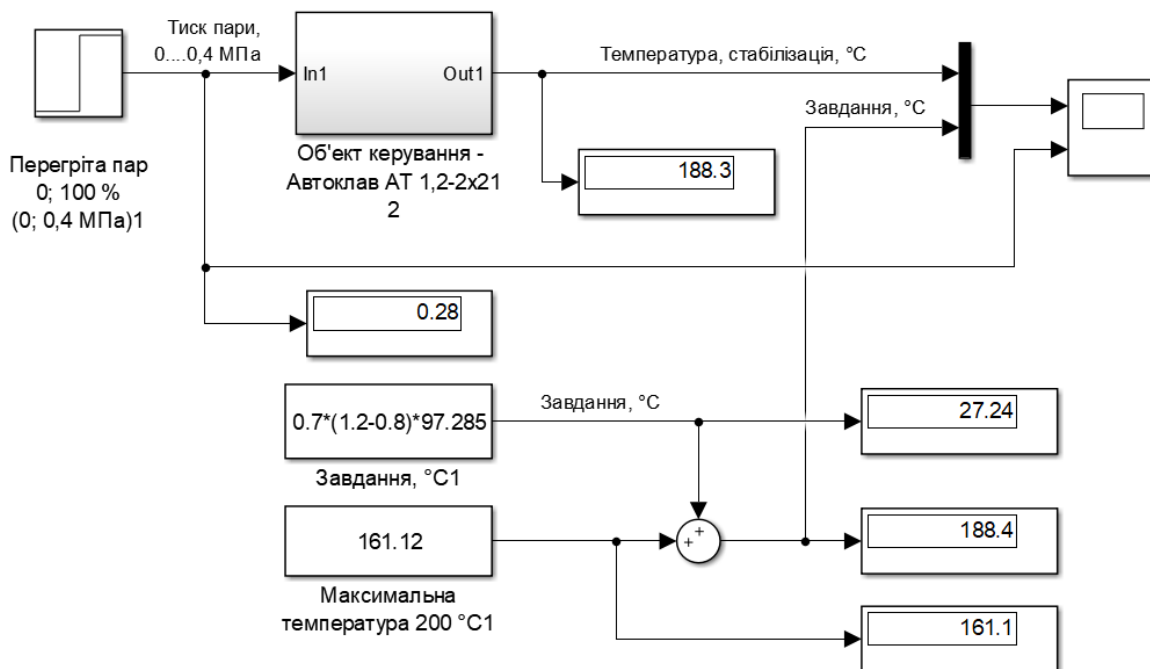 Тиск пари,
0....0,4 МПа
In1
Out1
Температура, стабілізація, °C
Завдання, °C
Перегріта пар
0; 100 %
(0; 0,4 МПа)1
Об'ект керування -
Автоклав АТ 1,2-2x21
2
188.3
0.28
0.7*(1.2-0.8)*97.285
Завдання, °C
27.24
Завдання, °C1
161.12
188.4
Максимальна
температура 200 °C1
161.1